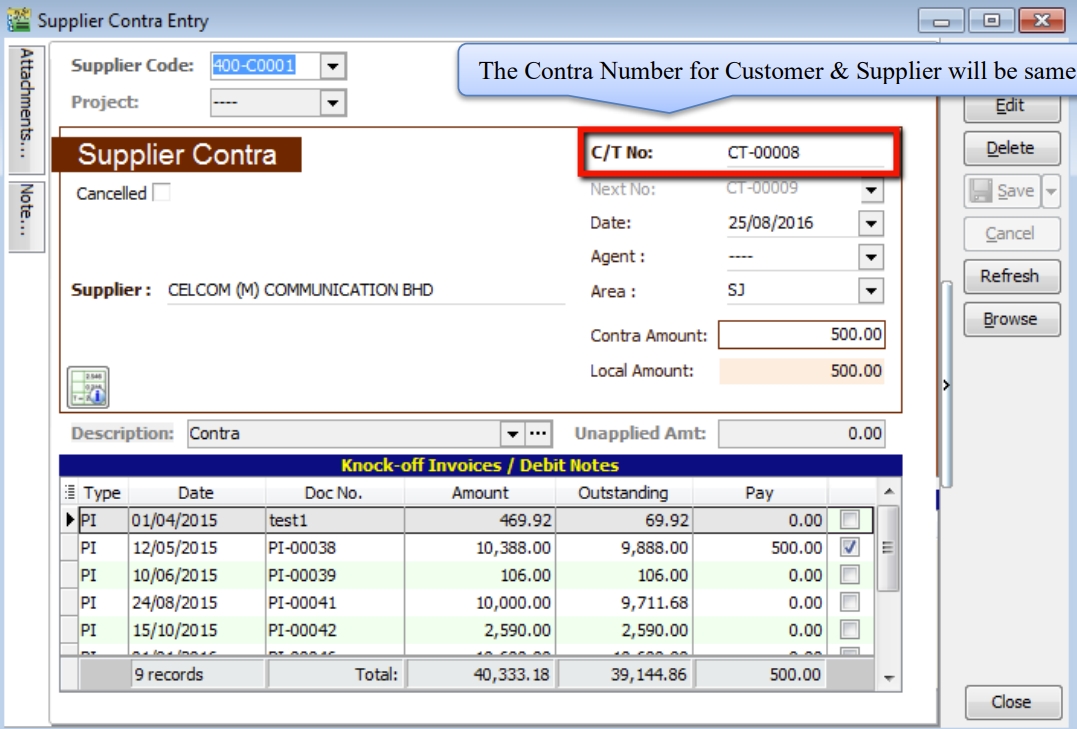 Supplier Contra Entry
Attachments...
Note...
Supplier Code: 400-C0001
The Contra Number for Customer & Supplier will be same
Project: ----
Edit
Supplier Contra
C/T No: CT-00008
Delete
Cancelled
Next No: CT-00009
Save
Date: 25/08/2016
Cancel
Agent : ----
Refresh
Supplier : CELCOM (M) COMMUNICATION BHD
Area : SJ
Browse
Contra Amount: 500.00
Local Amount: 500.00
Description: Contra
Unapplied Amt: 0.00
Knock-off Invoices / Debit Notes
Type Date Doc No. Amount Outstanding Pay
PI 01/04/2015 test1 469.92 69.92 0.00
PI 12/05/2015 PI-00038 10,388.00 9,888.00 500.00
PI 10/06/2015 PI-00039 106.00 106.00 0.00
PI 24/08/2015 PI-00041 10,000.00 9,711.68 0.00
PI 15/10/2015 PI-00042 2,590.00 2,590.00 0.00
9 records Total: 40,333.18 39,144.86 500.00
Close